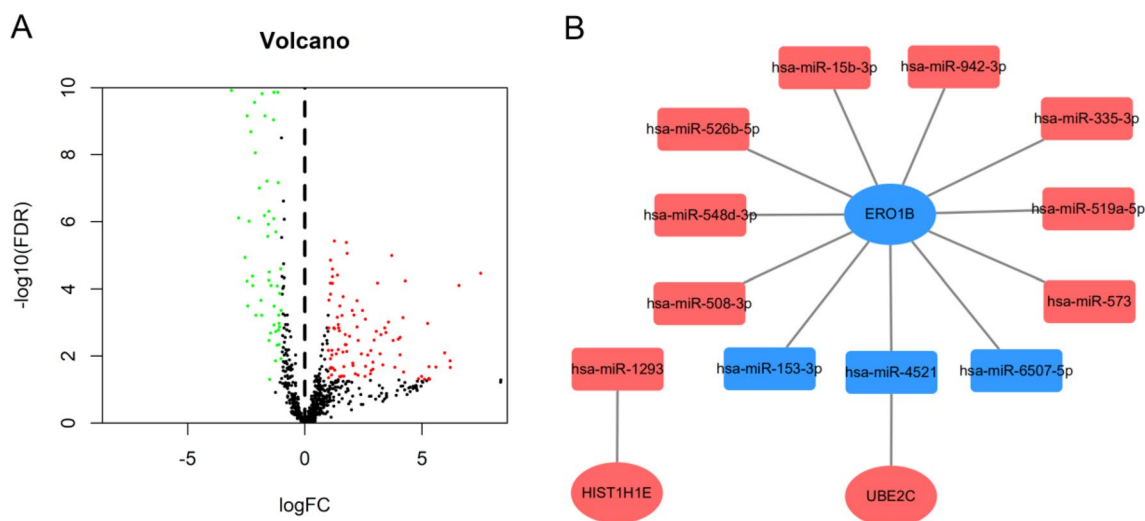 A
Volcano
10
8
6
4
2
0
-log10(FDR)
-5
0
5
logFC
B
hsa-miR-15b-3p
hsa-miR-942-3p
hsa-miR-526b-5p
hsa-miR-335-3p
hsa-miR-548d-3p
ERO1B
hsa-miR-519a-5p
hsa-miR-508-3p
hsa-miR-573
hsa-miR-1293
hsa-miR-153-3p
hsa-miR-4521
hsa-miR-6507-5p
HIST1H1E
UBE2C